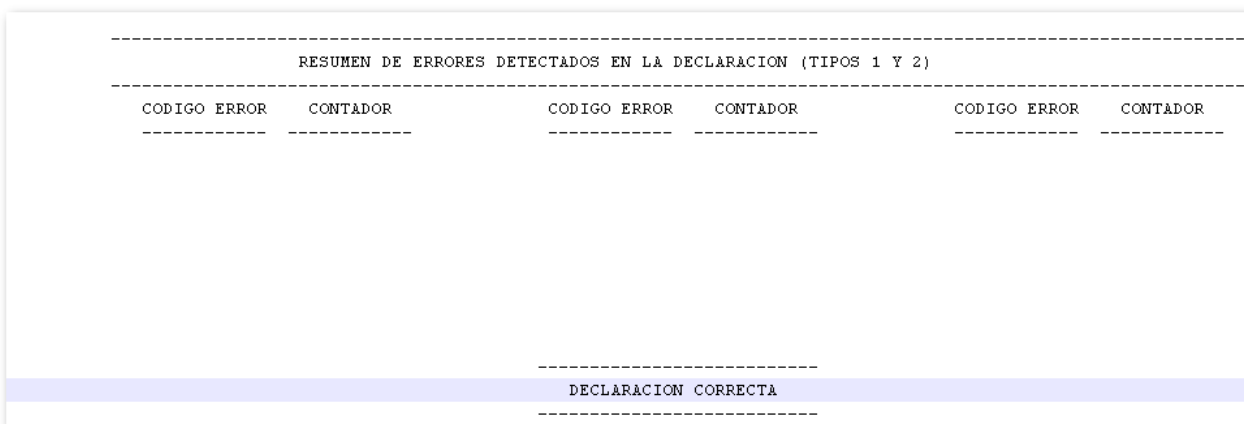 --------------------------------------------------------------------------------------------------------------
RESUMEN DE ERRORES DETECTADOS EN LA DECLARACION (TIPOS 1 Y 2)
--------------------------------------------------------------------------------------------------------------
CODIGO ERROR CONTADOR CODIGO ERROR CONTADOR CODIGO ERROR CONTADOR
------------ ------------ ------------ ------------ ------------ ------------
---------------------------
DECLARACION CORRECTA
---------------------------